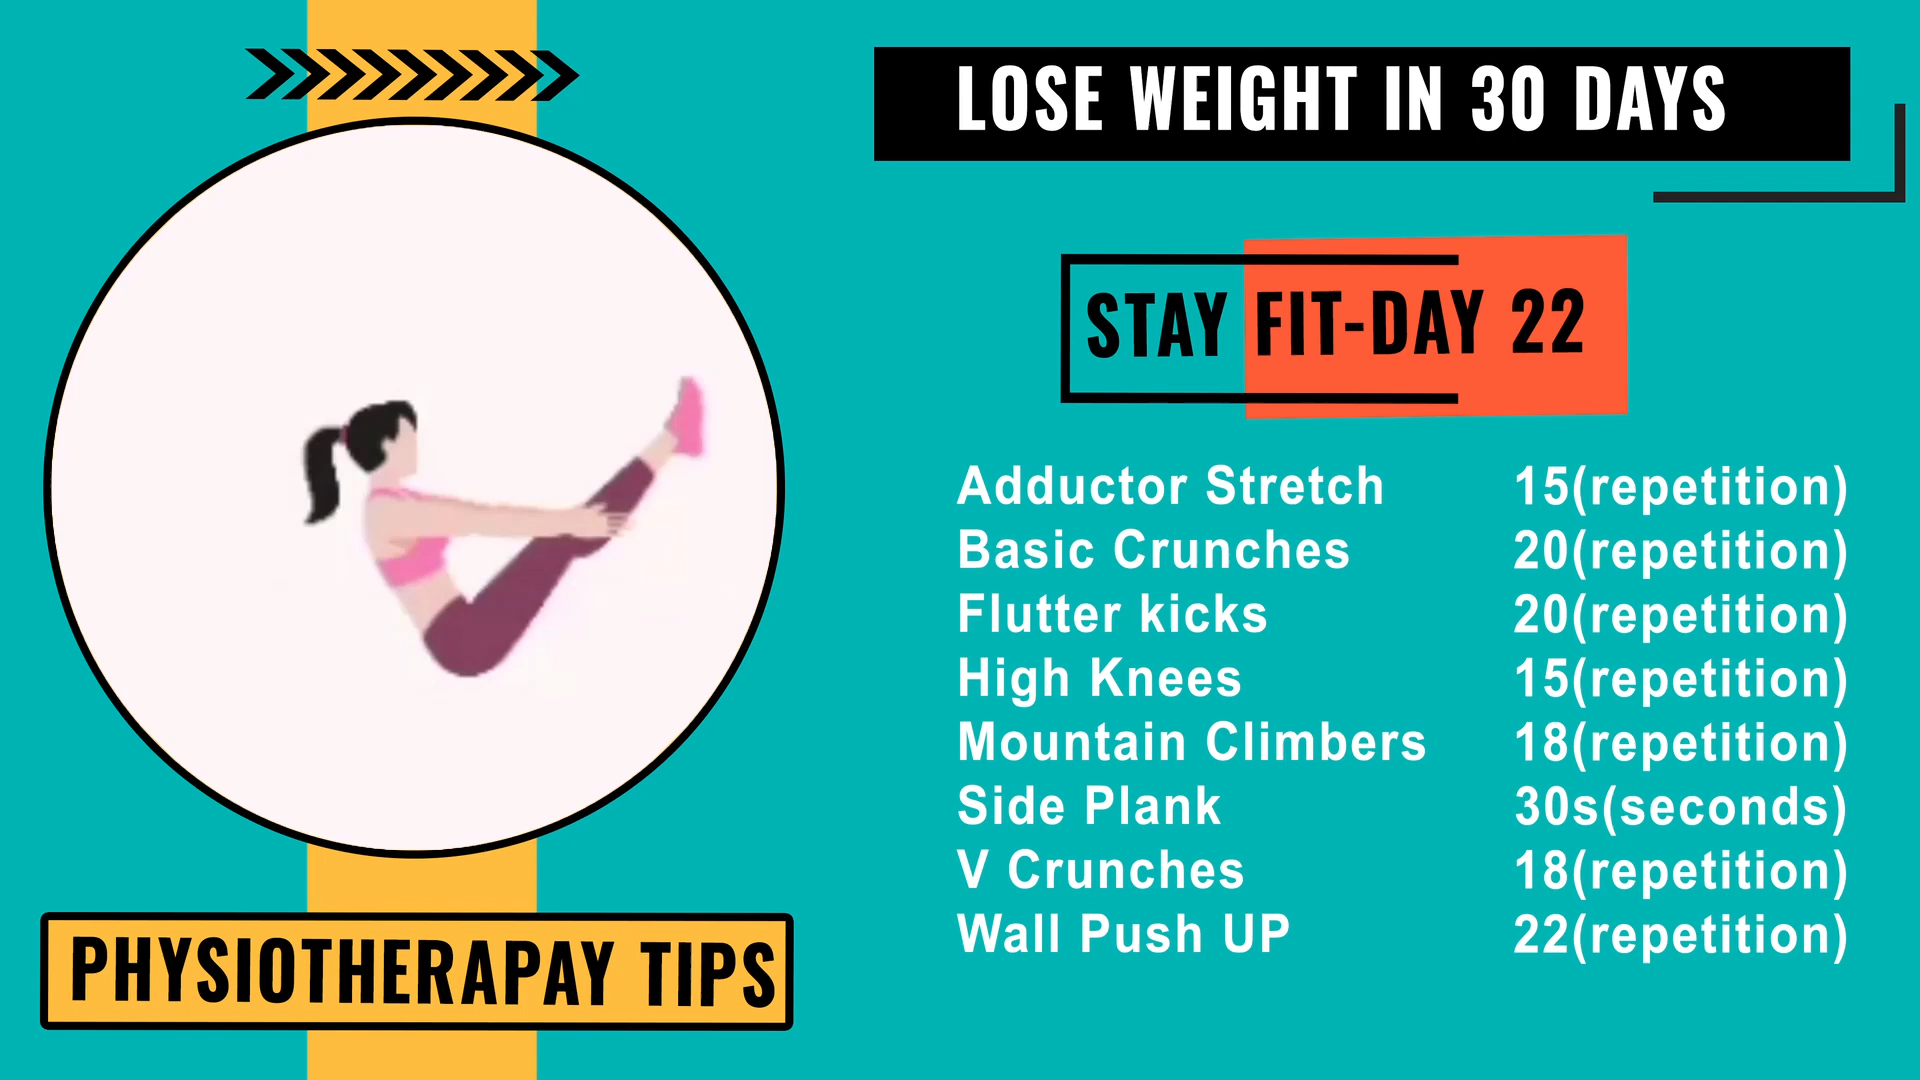 LOSE WEIGHT IN 30 DAYS
STAY FIT-DAY 22
Adductor Stretch 15(repetition)
Basic Crunches 20(repetition)
Flutter kicks 20(repetition)
High Knees 15(repetition)
Mountain Climbers 18(repetition)
Side Plank 30s(seconds)
V Crunches 18(repetition)
Wall Push UP 22(repetition)
PHYSIOTHERAPAY TIPS